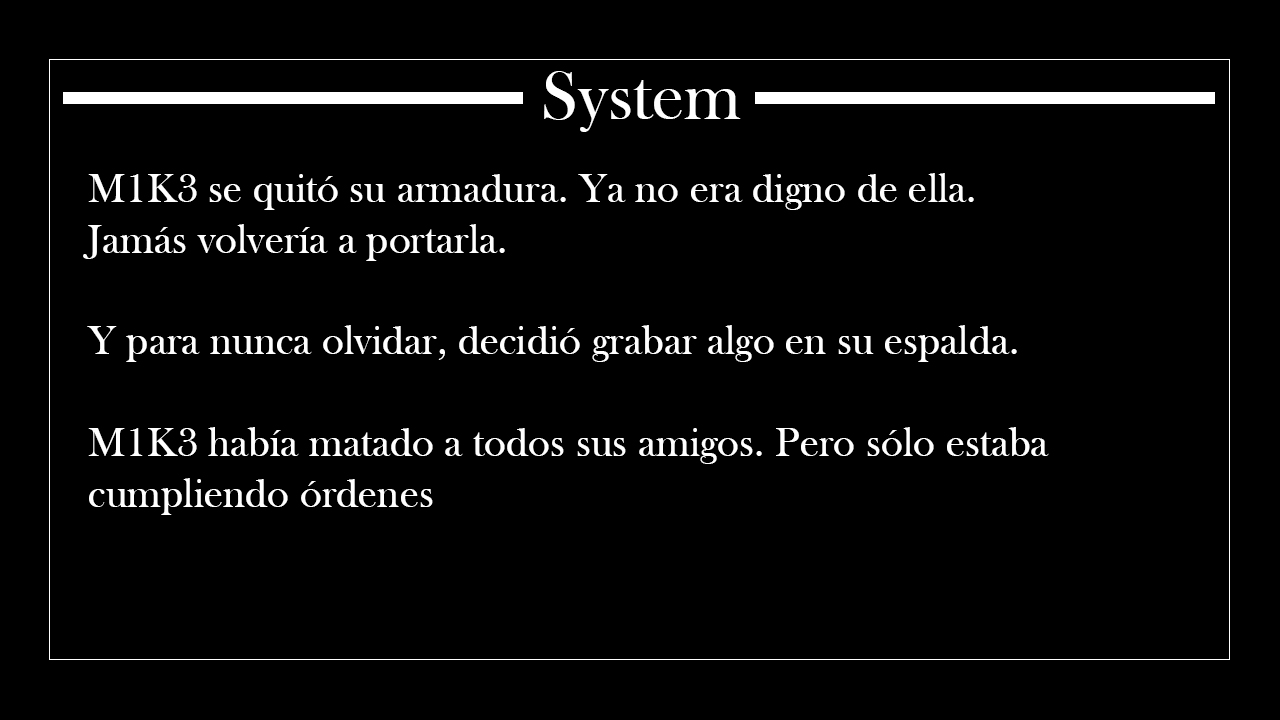 System
M1K3 se quitó su armadura. Ya no era digno de ella.
Jamás volvería a portarla.
Y para nunca olvidar, decidió grabar algo en su espalda.
M1K3 había matado a todos sus amigos. Pero sólo estaba
cumpliendo órdenes